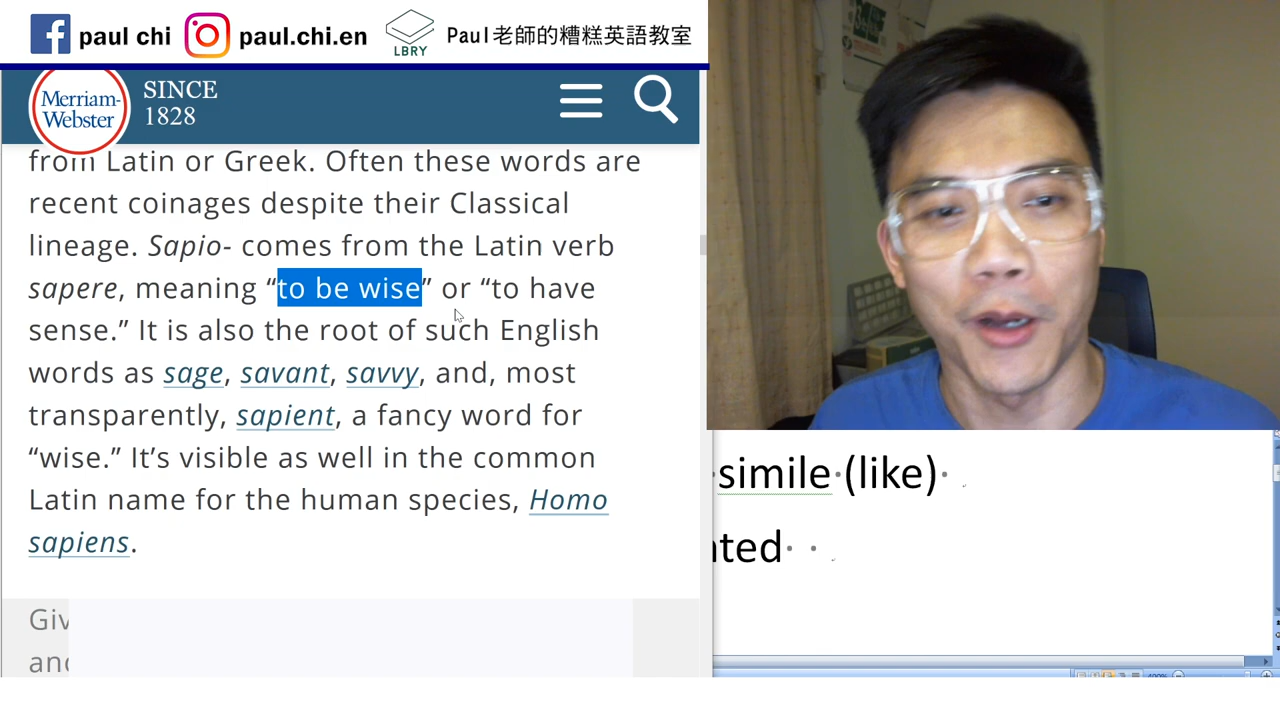 paul chi
paul.chi.en
LBRY
Paul老師的糟糕英語教室
Merriam-
Webster
SINCE
1828
from Latin or Greek. Often these words are
recent coinages despite their Classical
lineage. Sapio- comes from the Latin verb
sapere, meaning “to be wise” or “to have
sense.” It is also the root of such English
words as sage, savant, savvy, and, most
transparently, sapient, a fancy word for
“wise.” It’s visible as well in the common
Latin name for the human species, Homo
sapiens.
simile (like)